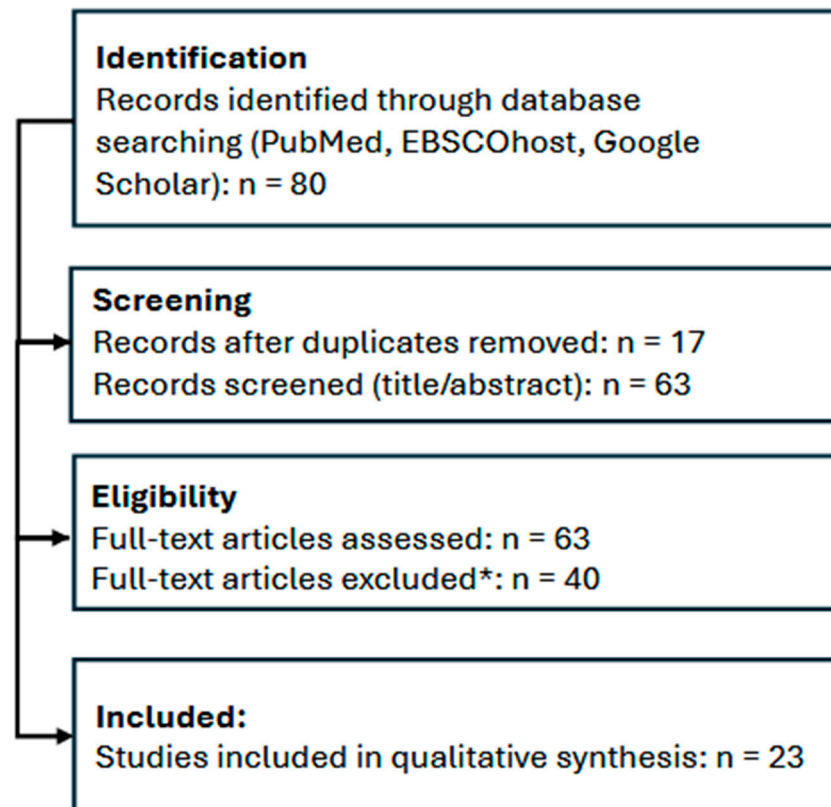 Identification
Records identified through database
searching (PubMed, EBSCOhost, Google
Scholar): n = 80
Screening
Records after duplicates removed: n = 17
Records screened (title/abstract): n = 63
Eligibility
Full-text articles assessed: n = 63
Full-text articles excluded*: n = 40
Included:
Studies included in qualitative synthesis: n = 23